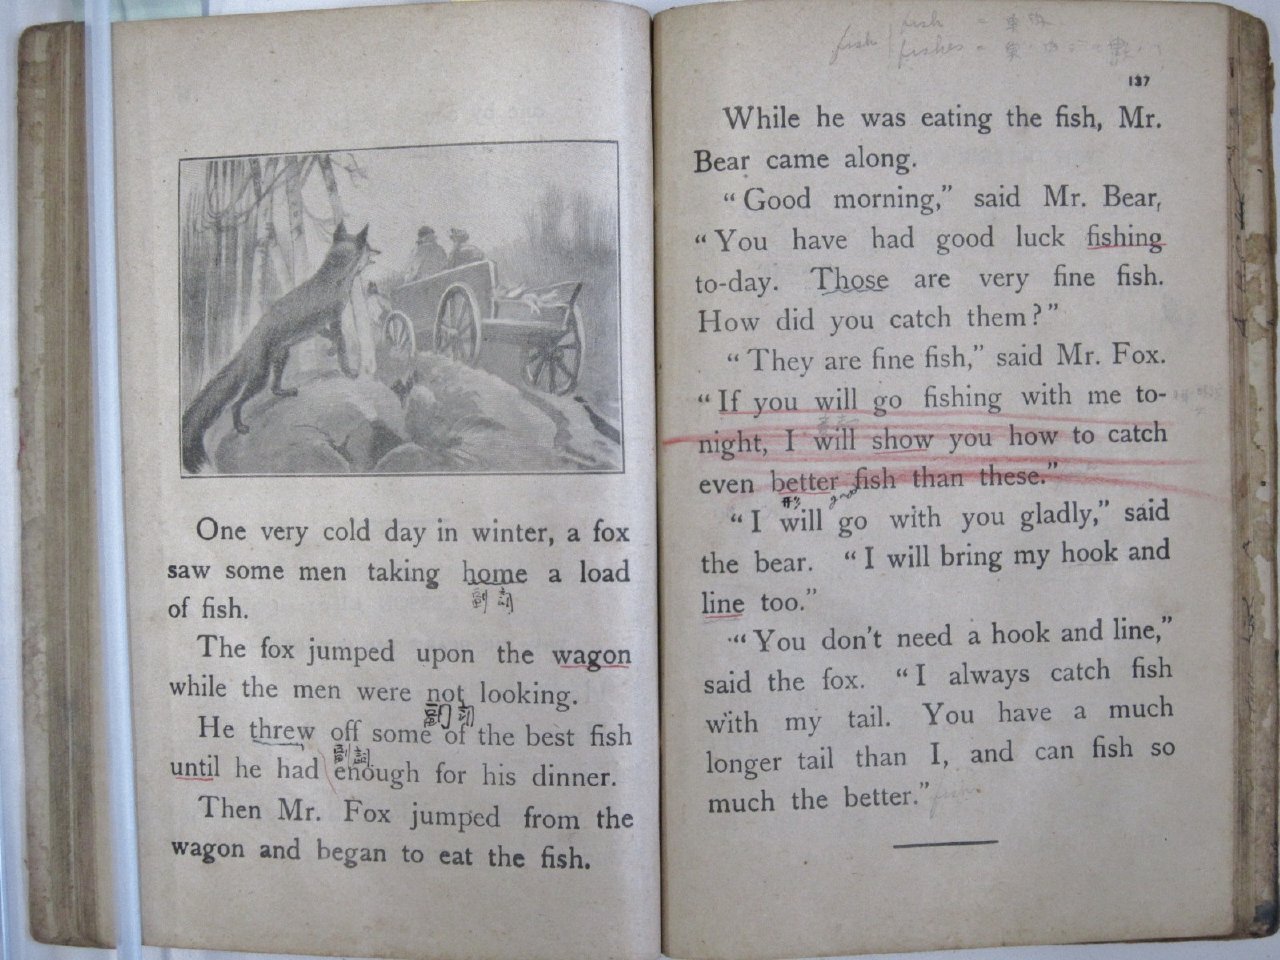 One very cold day in winter, a fox
saw some men taking home a load
副詞
of fish.
The fox jumped upon the wagon
while the men were not looking.
副詞
He threw off some of the best fish
副詞
until he had enough for his dinner.
Then Mr. Fox jumped from the
wagon and began to eat the fish.
fish
fish =
fishes =
137
While he was eating the fish, Mr.
Bear came along.
“Good morning,” said Mr. Bear,
“You have had good luck fishing
to-day. Those are very fine fish.
How did you catch them?”
“They are fine fish,” said Mr. Fox.
“If you will go fishing with me to-
night, I will show you how to catch
even better fish than these.”
“I will go with you gladly,” said
the bear. “I will bring my hook and
line too.”
“You don’t need a hook and line,”
said the fox. “I always catch fish
with my tail. You have a much
longer tail than I, and can fish so
much the better.” fish